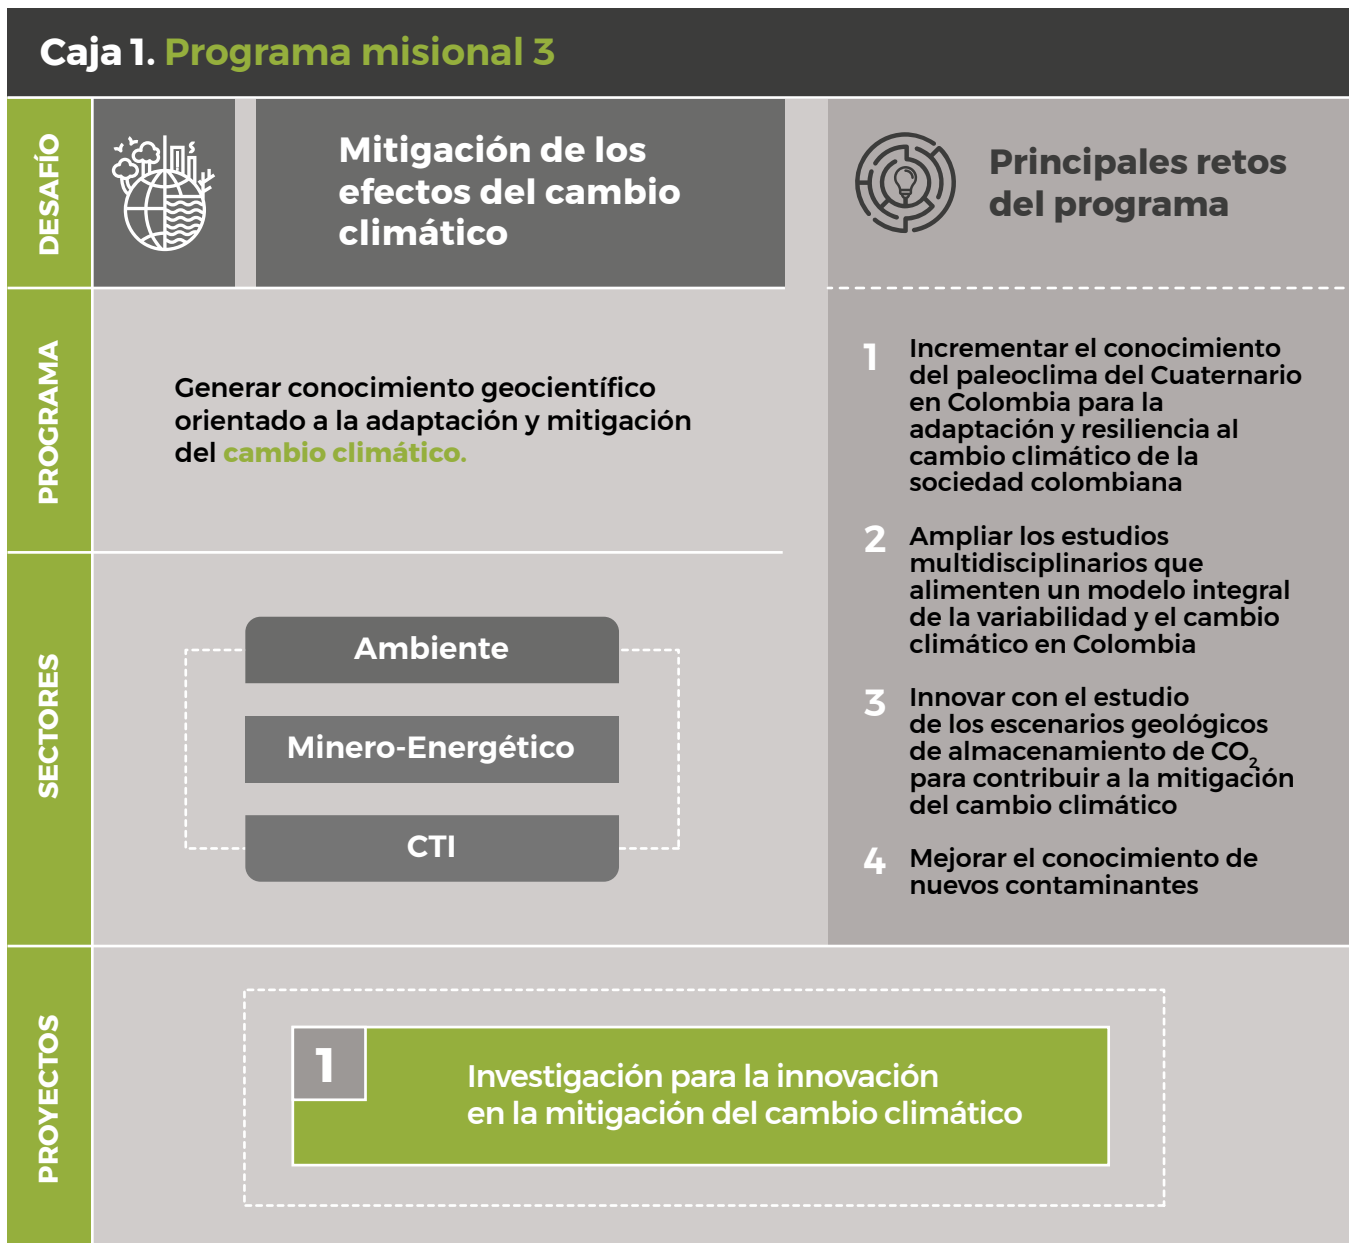 Caja 1. Programa misional 3
DESAFÍO
Mitigación de los
efectos del cambio
climático
PROGRAMA
Generar conocimiento geocientífico
orientado a la adaptación y mitigación
del cambio climático.
SECTORES
Ambiente
Minero-Energético
CTI
Principales retos
del programa
1 Incrementar el conocimiento
del paleoclima del Cuaternario
en Colombia para la
adaptación y resiliencia al
cambio climático de la
sociedad colombiana
2 Ampliar los estudios
multidisciplinarios que
alimenten un modelo integral
de la variabilidad y el cambio
climático en Colombia
3 Innovar con el estudio
de los escenarios geológicos
de almacenamiento de CO₂
para contribuir a la mitigación
del cambio climático
4 Mejorar el conocimiento de
nuevos contaminantes
PROYECTOS
1
Investigación para la innovación
en la mitigación del cambio climático